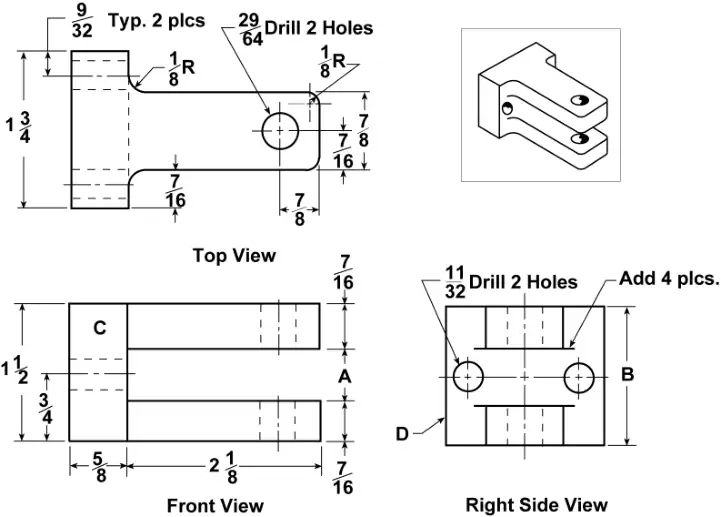 9/32 Typ. 2 plcs
29/64 Drill 2 Holes
1/8 R
1/8 R
1 3/4
7/8
7/16
7/16
7/8
Top View
7/16
C
1 1/2
A
3/4
5/8
2 1/8
7/16
Front View
11/32 Drill 2 Holes
Add 4 plcs.
B
D
Right Side View